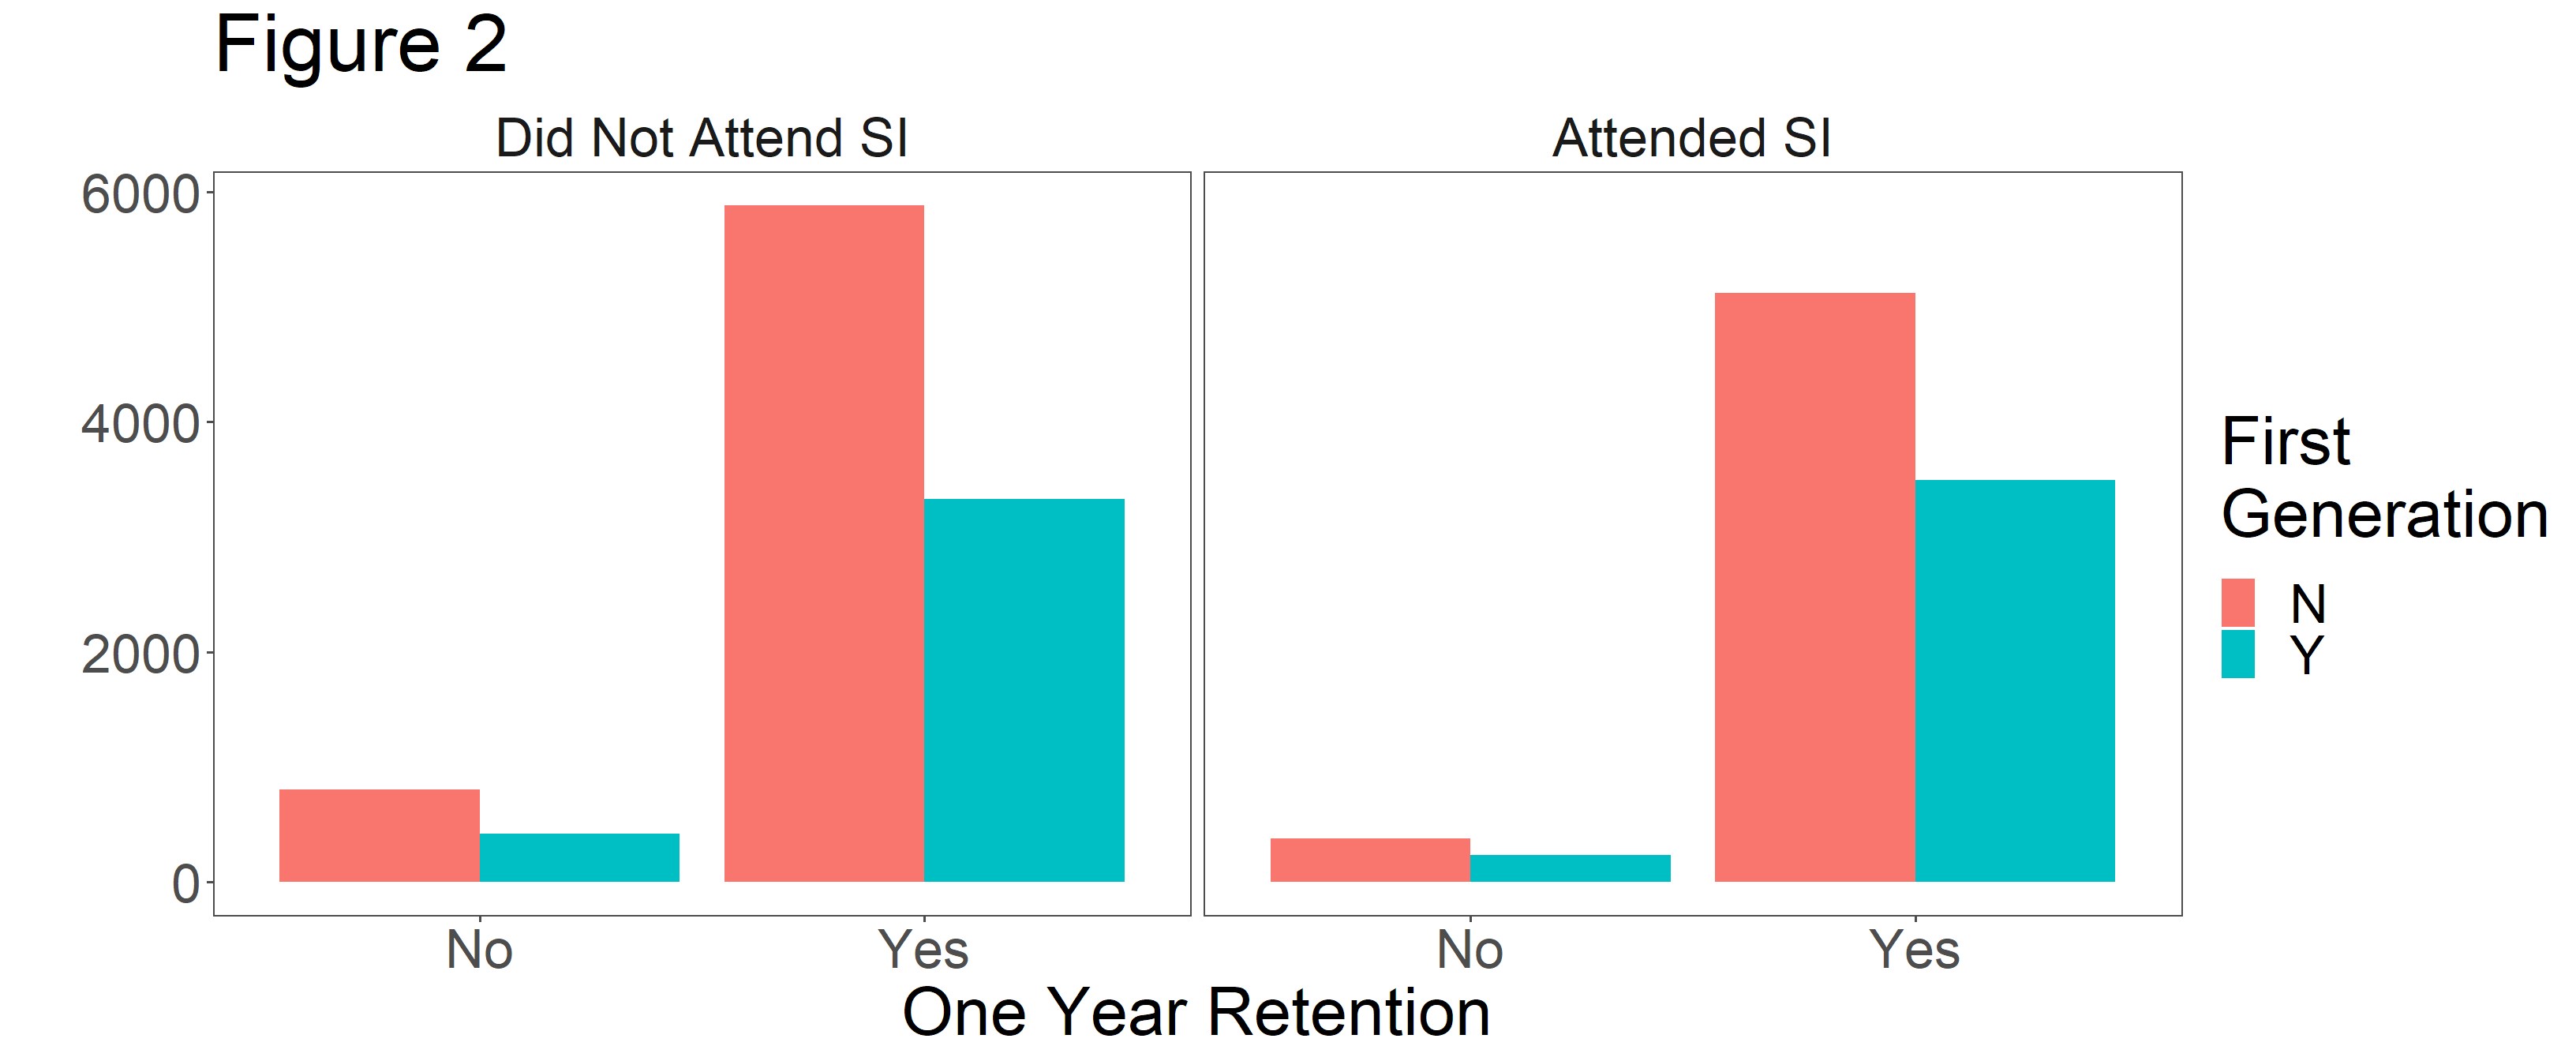 Figure 2
Did Not Attend SI
Attended SI
6000
4000
2000
0
No
Yes
No
Yes
One Year Retention
First
Generation
N
Y